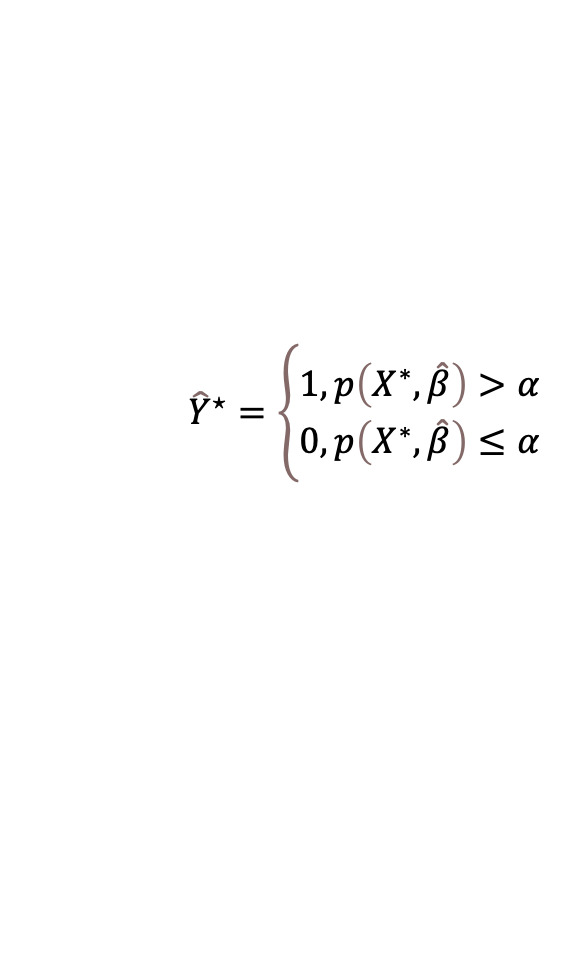 Ŷ⋆ = { 1, p(X*, β̂) > α
0, p(X*, β̂) ≤ α